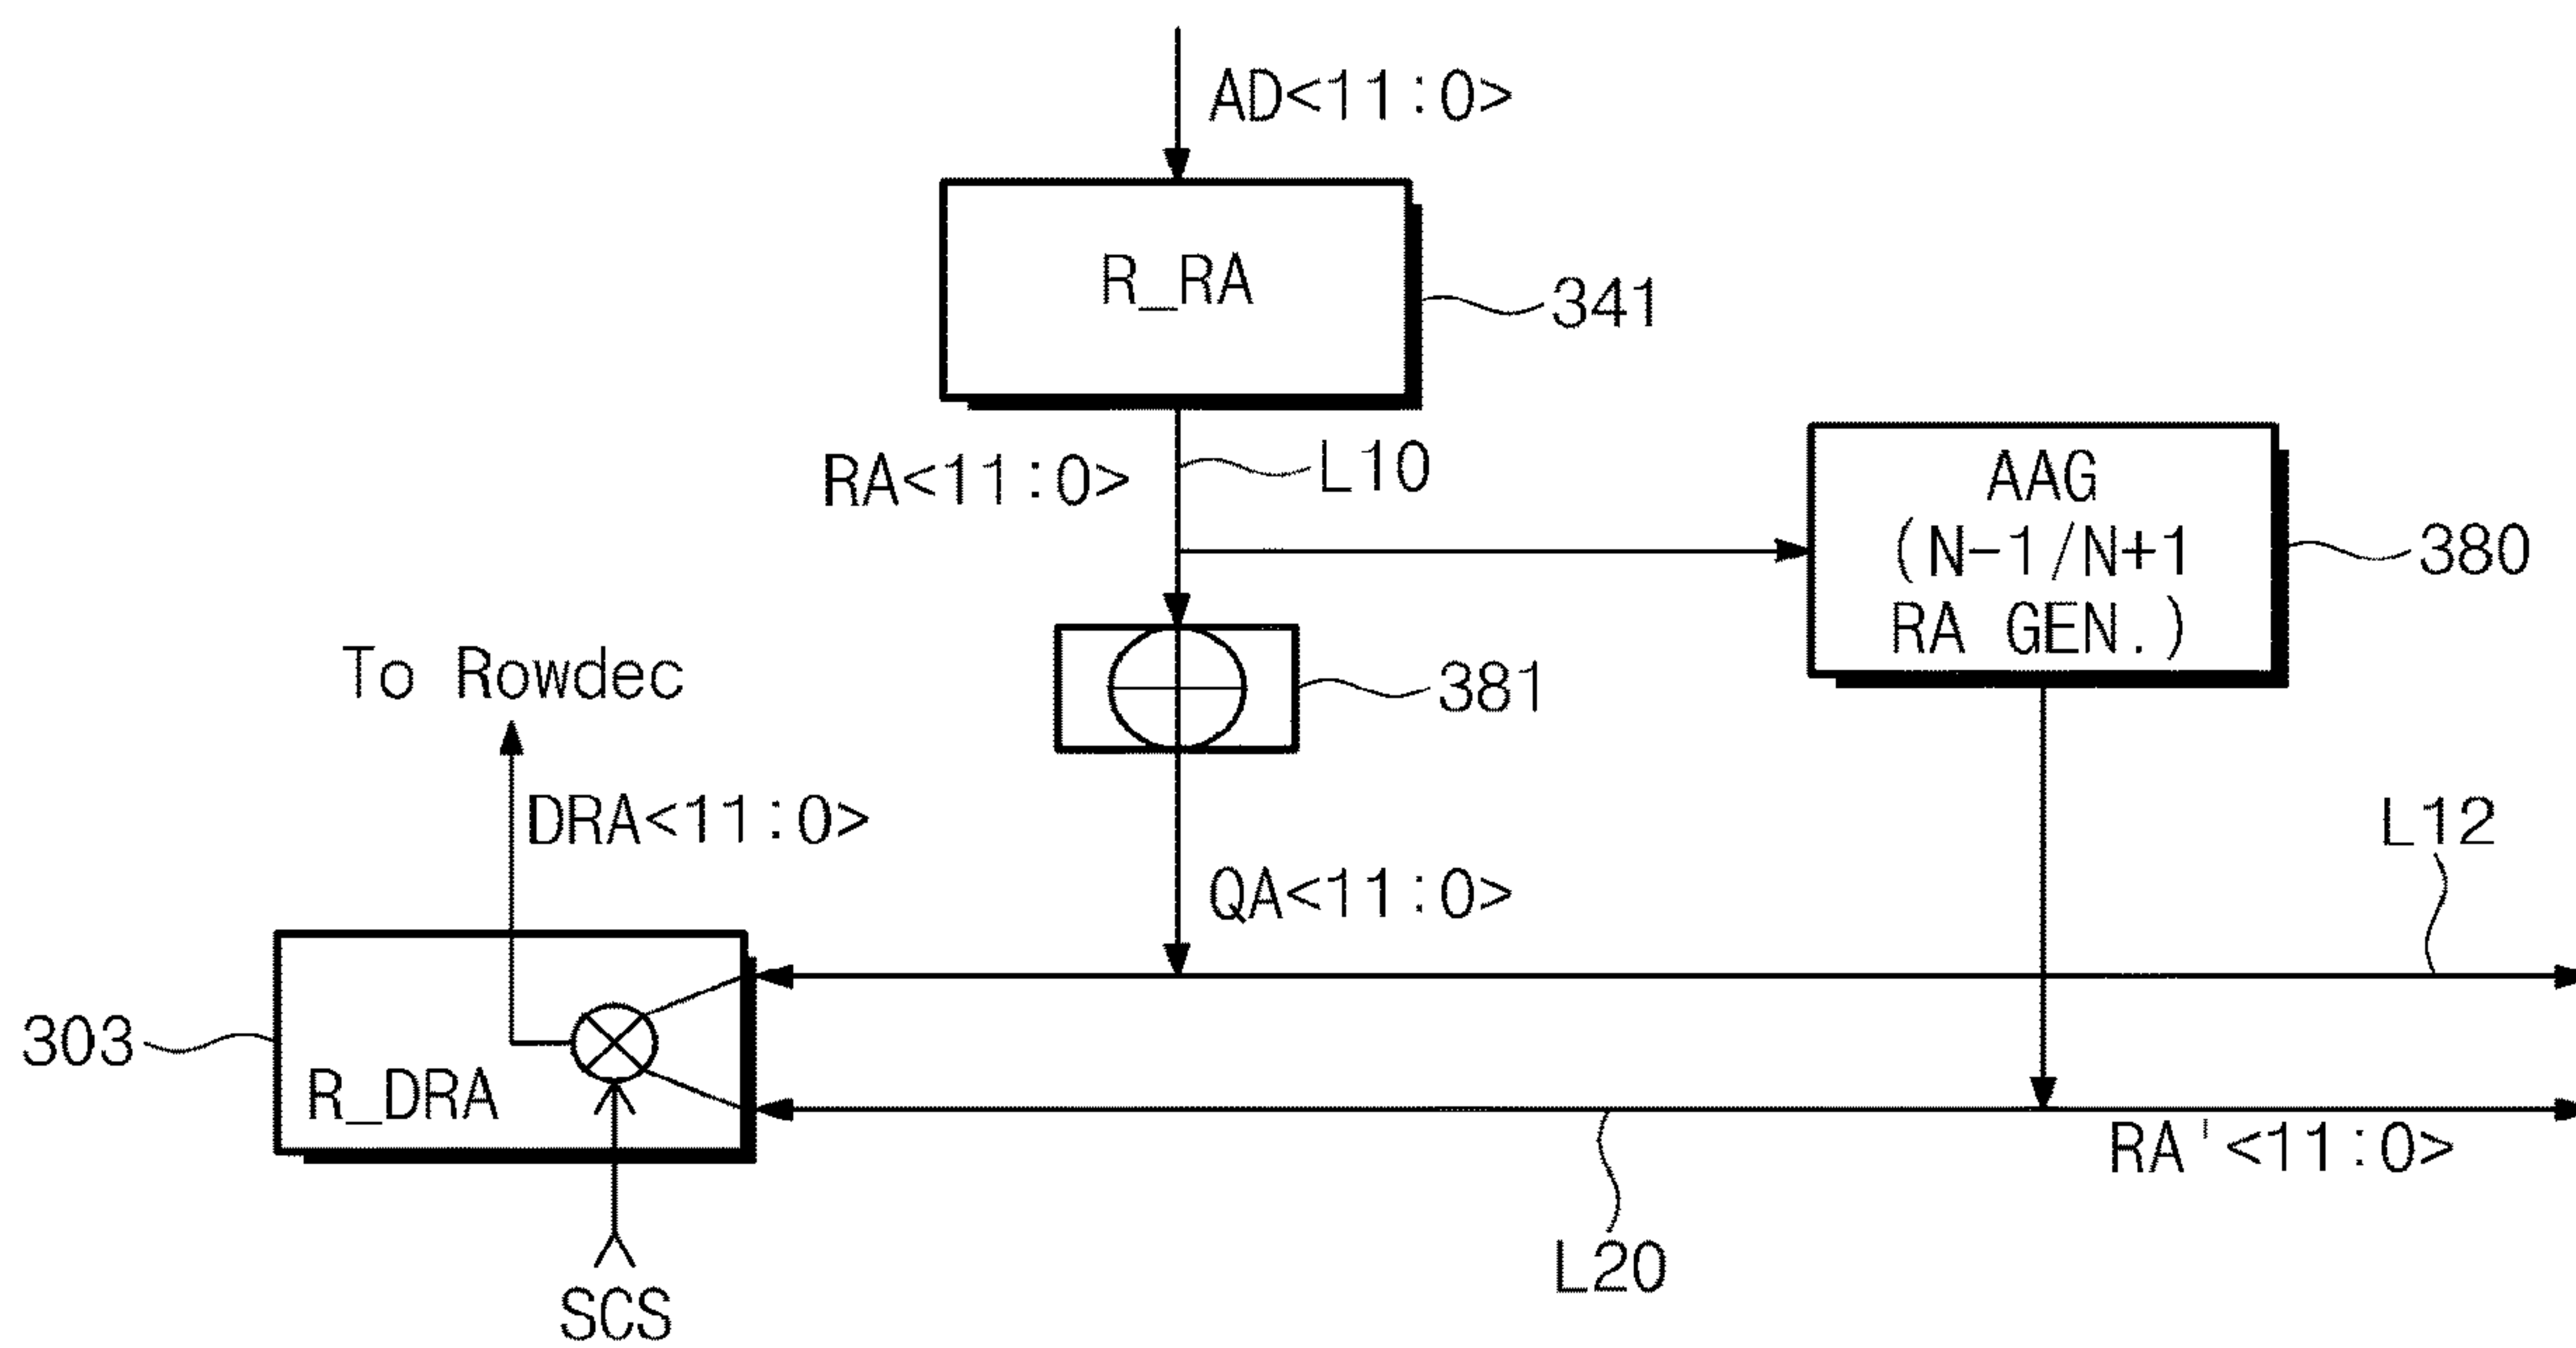 AD<11:0>
R_RA
341
RA<11:0>
L10
AAG
(N-1/N+1
RA GEN.)
380
To Rowdec
381
DRA<11:0>
L12
QA<11:0>
303
R_DRA
RA'<11:0>
L20
SCS